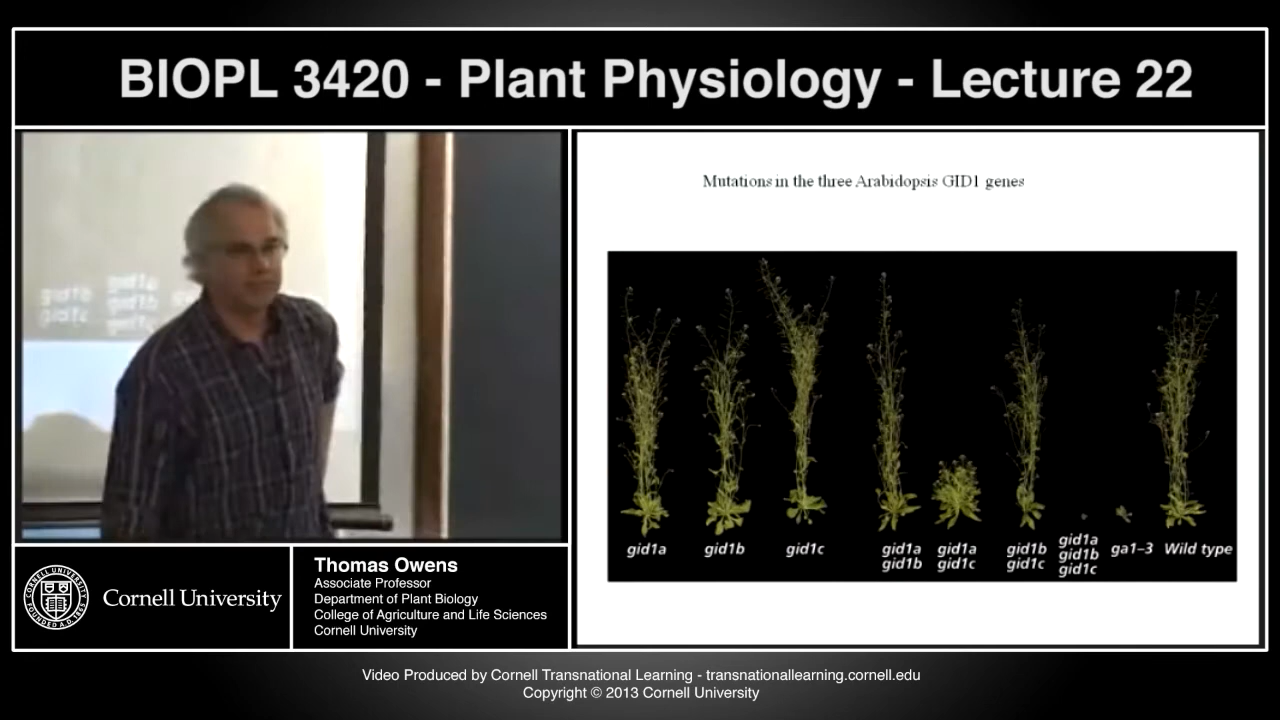 BIOPL 3420 - Plant Physiology - Lecture 22
Mutations in the three Arabidopsis GID1 genes
gid1a
gid1b
gid1c
gid1a
gid1b
gid1a
gid1c
gid1b
gid1c
gid1a
gid1b
gid1c
ga1-3
Wild type
Cornell University
Thomas Owens
Associate Professor
Department of Plant Biology
College of Agriculture and Life Sciences
Cornell University
Video Produced by Cornell Transnational Learning - transnationallearning.cornell.edu
Copyright © 2013 Cornell University